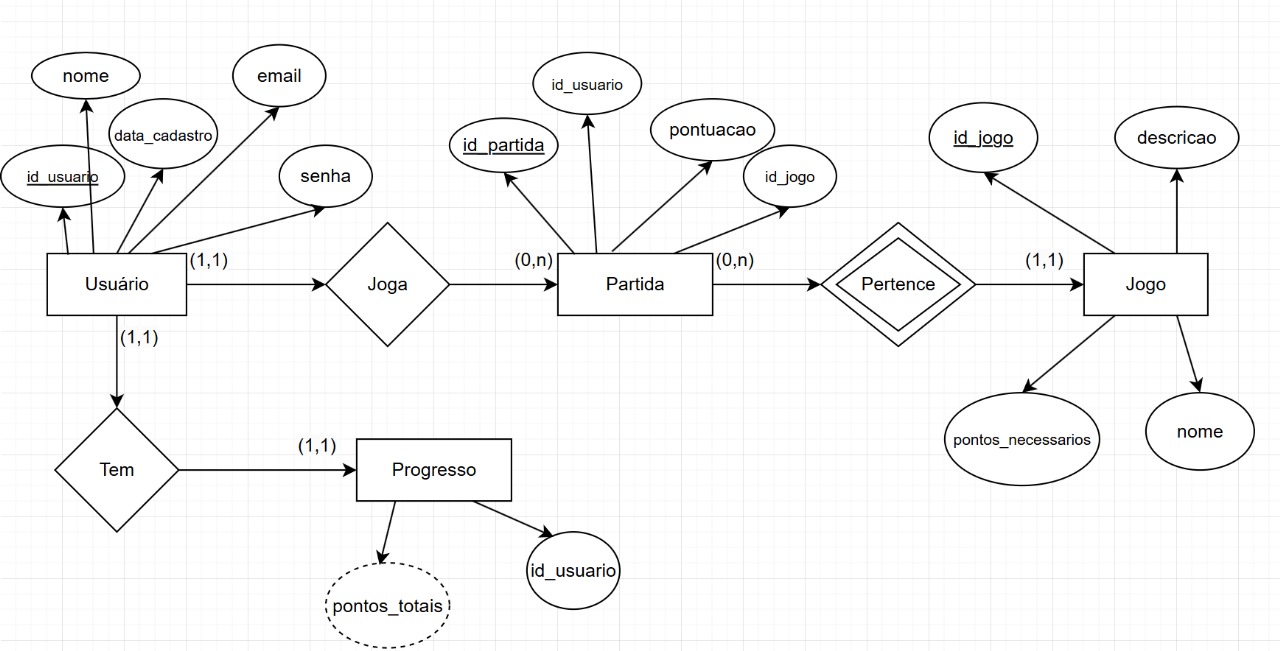 nome
email
data_cadastro
id_usuario
senha
id_usuario
id_partida
pontuacao
id_jogo
id_jogo
descricao
Usuário
(1,1)
Joga
(0,n)
Partida
(0,n)
Pertence
(1,1)
Jogo
(1,1)
pontos_necessarios
nome
Tem
(1,1)
Progresso
pontos_totais
id_usuario